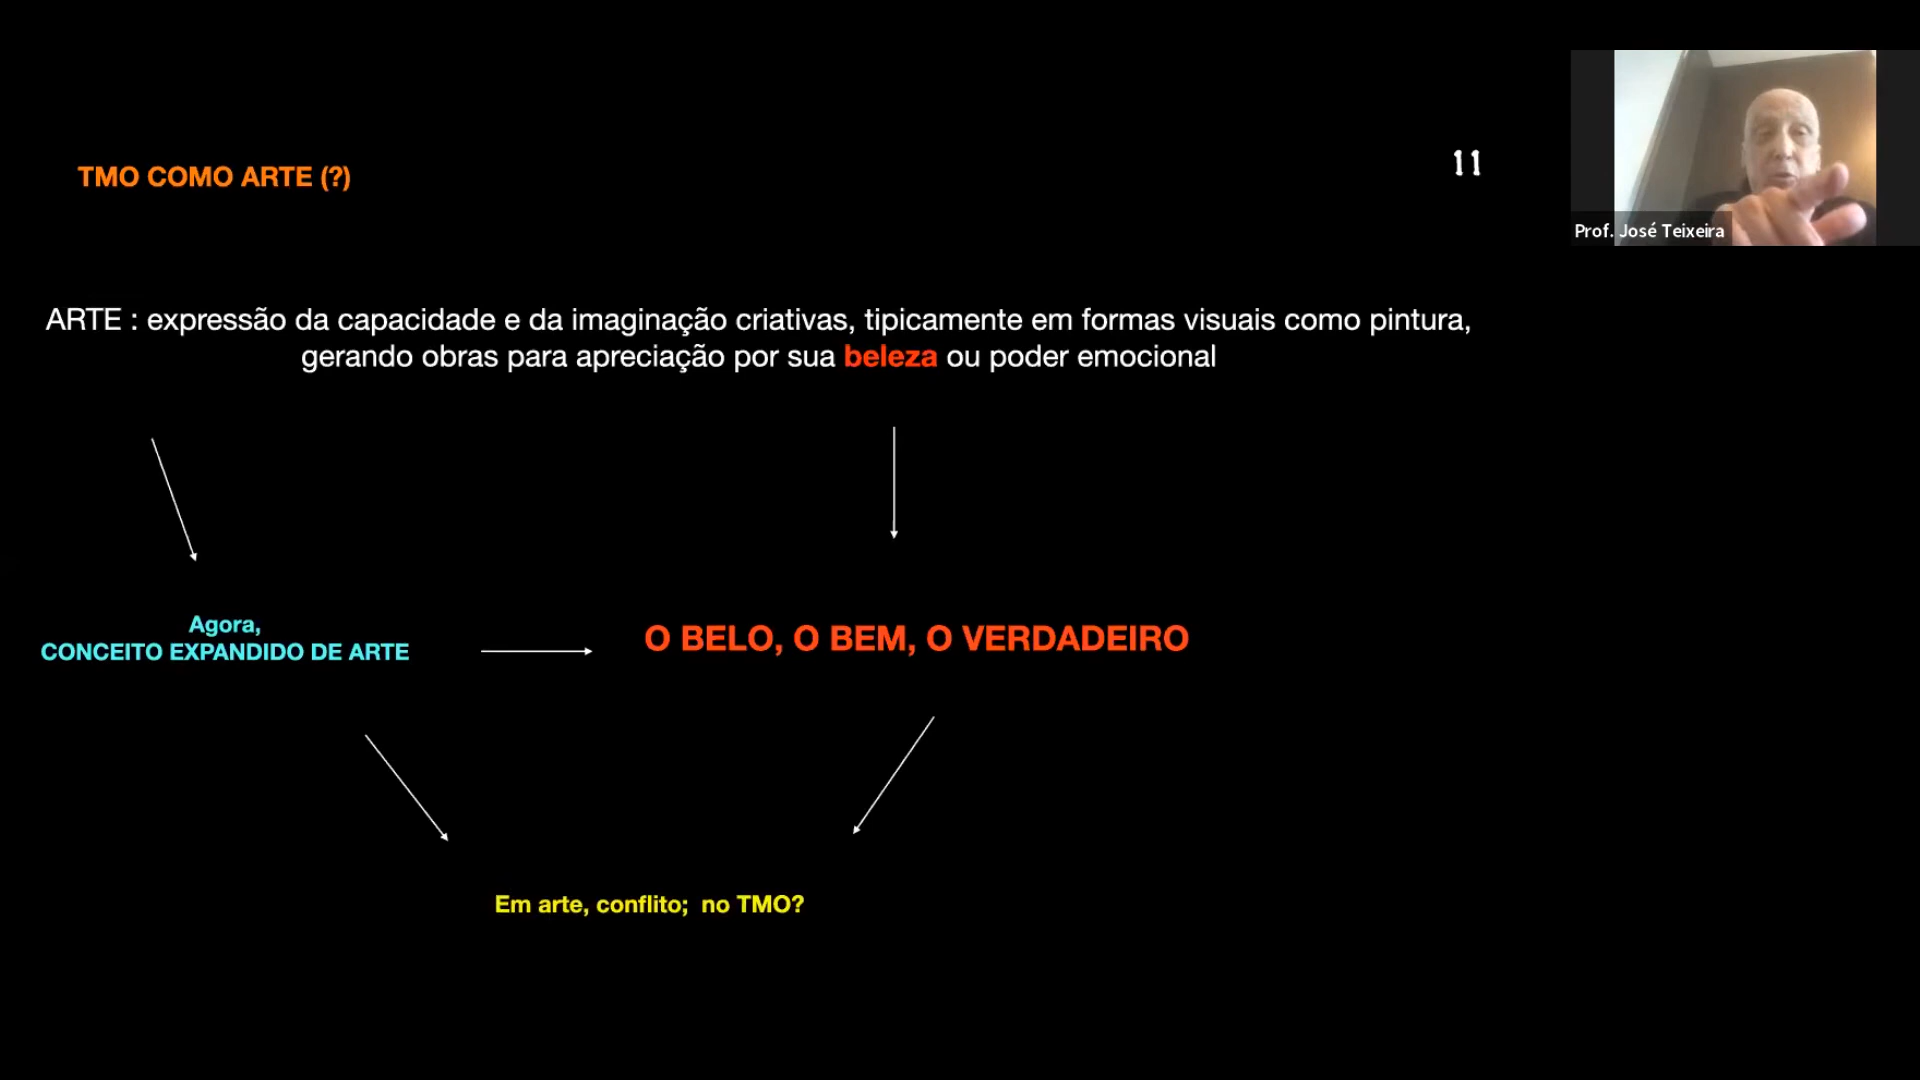 TMO COMO ARTE (?)
11
Prof. José Teixeira
ARTE : expressão da capacidade e da imaginação criativas, tipicamente em formas visuais como pintura,
gerando obras para apreciação por sua beleza ou poder emocional
Agora,
CONCEITO EXPANDIDO DE ARTE
O BELO, O BEM, O VERDADEIRO
Em arte, conflito; no TMO?